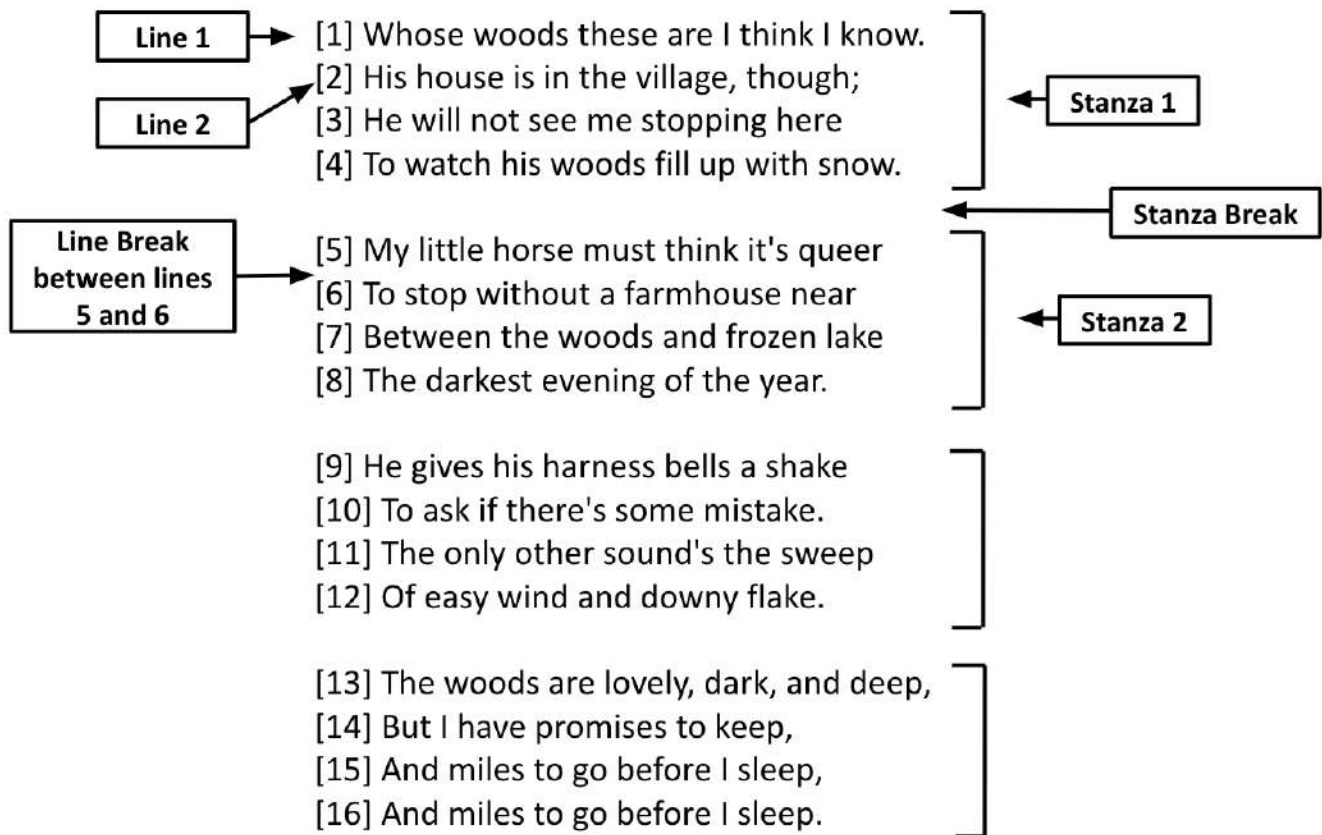 Line 1
[1] Whose woods these are I think I know.
Line 2
[2] His house is in the village, though;
[3] He will not see me stopping here
[4] To watch his woods fill up with snow.
Stanza 1
Stanza Break
Line Break
between lines
5 and 6
[5] My little horse must think it's queer
[6] To stop without a farmhouse near
[7] Between the woods and frozen lake
[8] The darkest evening of the year.
Stanza 2
[9] He gives his harness bells a shake
[10] To ask if there's some mistake.
[11] The only other sound's the sweep
[12] Of easy wind and downy flake.
[13] The woods are lovely, dark, and deep,
[14] But I have promises to keep,
[15] And miles to go before I sleep,
[16] And miles to go before I sleep.